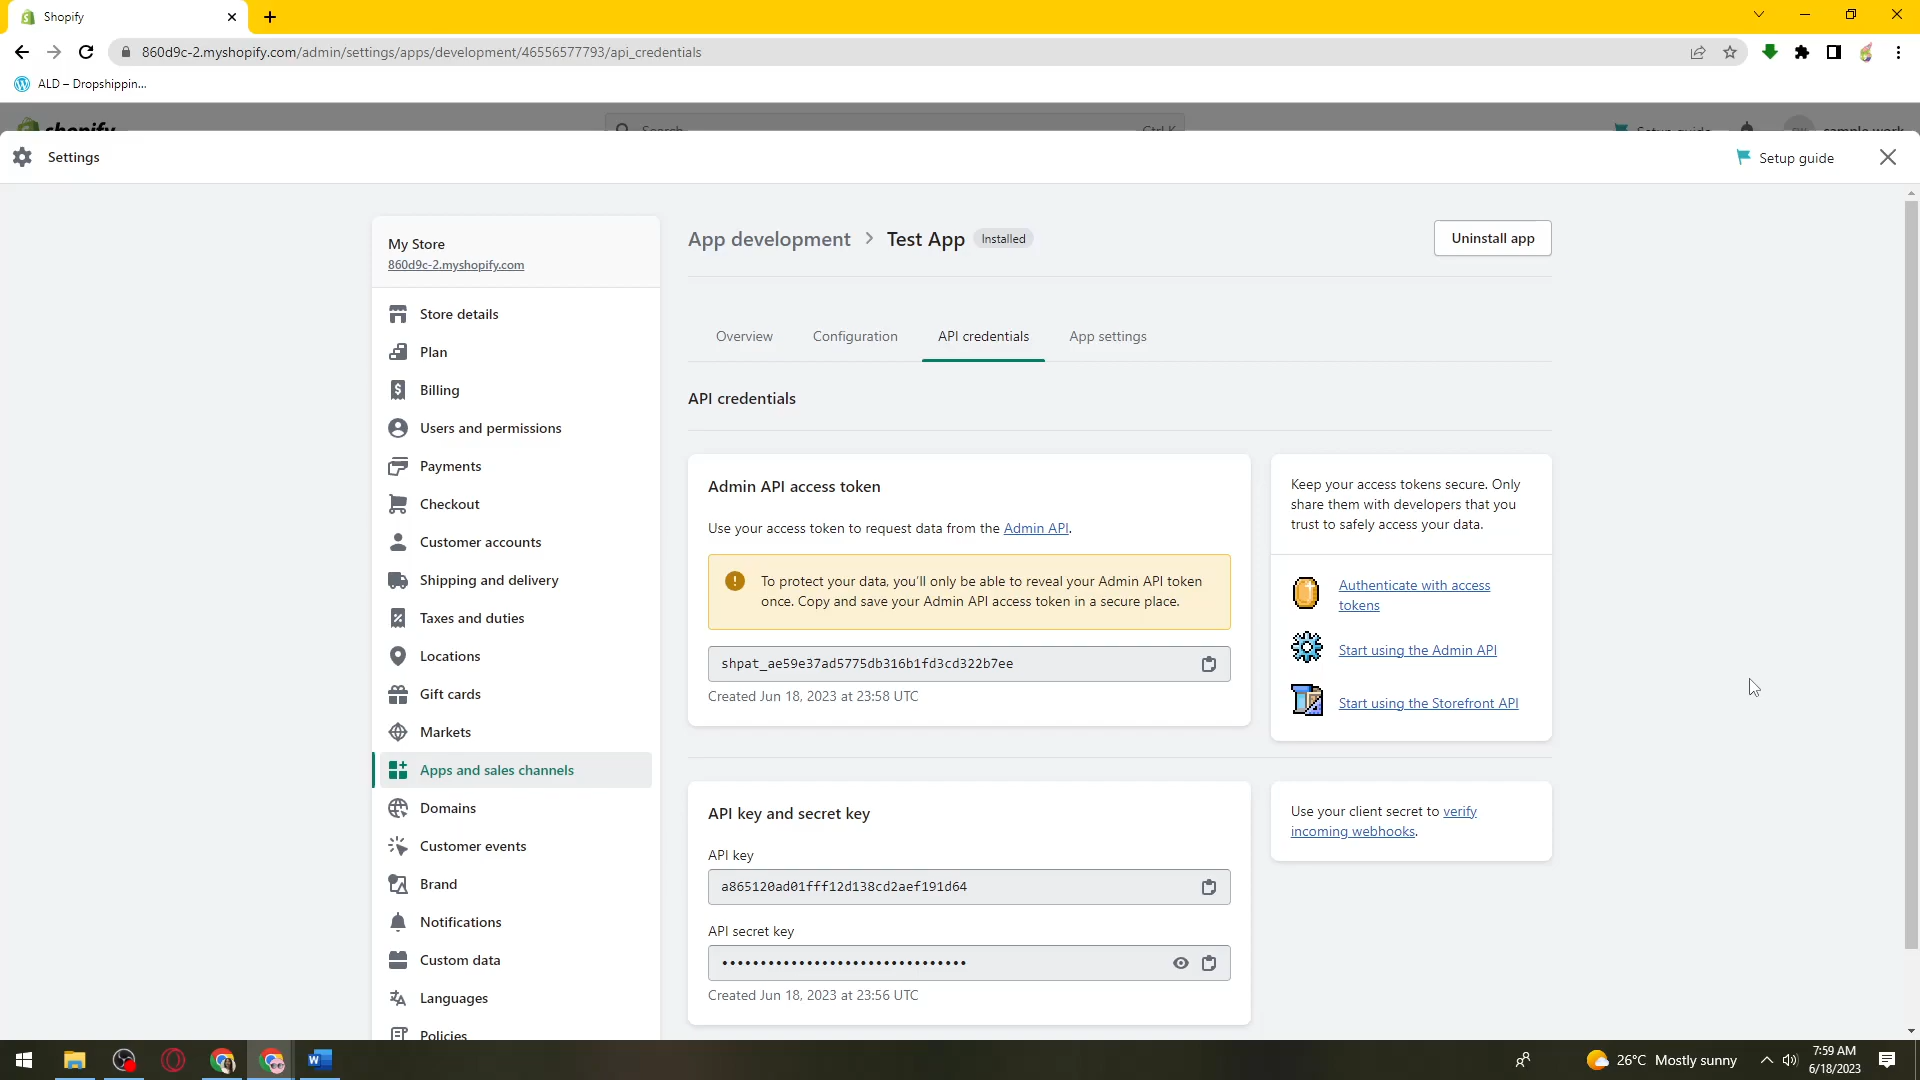 Shopify
860d9c-2.myshopify.com/admin/settings/apps/development/46556577793/api_credentials
ALD – Dropshippin...
shopify
Search
Ctrl K
Setup guide
sample work
Settings
Setup guide
My Store
860d9c-2.myshopify.com
Store details
Plan
Billing
Users and permissions
Payments
Checkout
Customer accounts
Shipping and delivery
Taxes and duties
Locations
Gift cards
Markets
Apps and sales channels
Domains
Customer events
Brand
Notifications
Custom data
Languages
Policies
App development
Test App
Installed
Uninstall app
Overview
Configuration
API credentials
App settings
API credentials
Admin API access token
Use your access token to request data from the Admin API.
To protect your data, you'll only be able to reveal your Admin API token
once. Copy and save your Admin API access token in a secure place.
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
Created Jun 18, 2023 at 23:58 UTC
Keep your access tokens secure. Only
share them with developers that you
trust to safely access your data.
Authenticate with access
tokens
Start using the Admin API
Start using the Storefront API
API key and secret key
API key
a865120ad01fff12d138cd2aef191d64
API secret key
••••••••••••••••••••••••••••••••
Created Jun 18, 2023 at 23:56 UTC
Use your client secret to verify
incoming webhooks.
26°C Mostly sunny
7:59 AM
6/18/2023